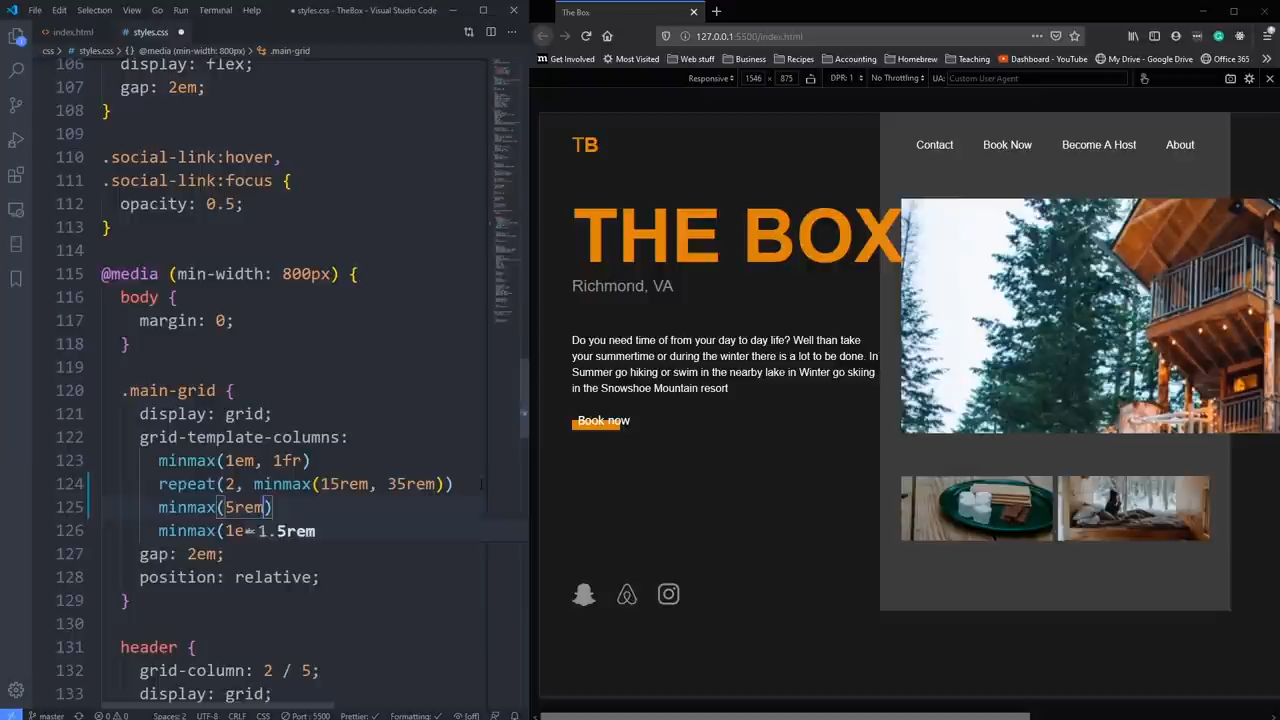 File Edit Selection View Go Run Terminal Help ● styles.css - TheBox - Visual Studio Code
index.html styles.css ●
css > styles.css > @media (min-width: 800px) > .main-grid
106 display: flex;
107 gap: 2em;
108 }
109
110 .social-link:hover,
111 .social-link:focus {
112 opacity: 0.5;
113 }
114
115 @media (min-width: 800px) {
116 body {
117 margin: 0;
118 }
119
120 .main-grid {
121 display: grid;
122 grid-template-columns:
123 minmax(1em, 1fr)
124 repeat(2, minmax(15rem, 35rem))
125 minmax(5rem)
126 minmax(1e
1.5rem
127 gap: 2em;
128 position: relative;
129 }
130
131 header {
132 grid-column: 2 / 5;
133 display: grid;
master 0 0 Spaces: 2 UTF-8 CRLF CSS Port : 5500 Prettier: ✓ Formatting: ✓ [off]
The Box
127.0.0.1:5500/index.html
Get Involved Most Visited Web stuff Business Recipes Accounting Homebrew Teaching Dashboard - YouTube My Drive - Google Drive Office 365
Responsive 1546 × 875 DPR: 1 No Throttling UA: Custom User Agent
TB
Contact Book Now Become A Host About
THE BOX
Richmond, VA
Do you need time of from your day to day life? Well than take
your summertime or during the winter there is a lot to be done. In
Summer go hiking or swim in the nearby lake in Winter go skiing
in the Snowshoe Mountain resort
Book now